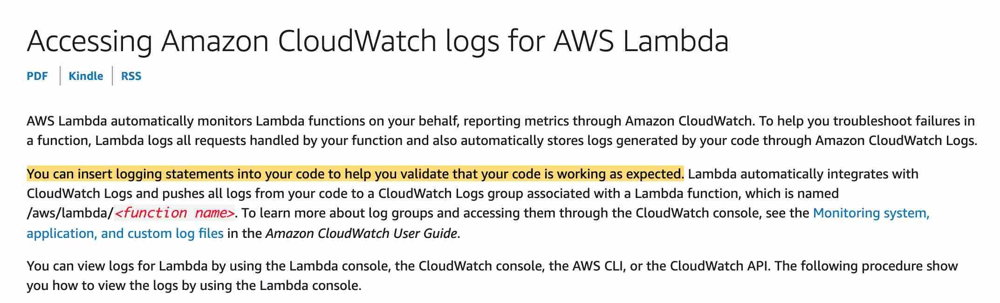 Accessing Amazon CloudWatch logs for AWS Lambda
PDF | Kindle | RSS
AWS Lambda automatically monitors Lambda functions on your behalf, reporting metrics through Amazon CloudWatch. To help you troubleshoot failures in
a function, Lambda logs all requests handled by your function and also automatically stores logs generated by your code through Amazon CloudWatch Logs.
You can insert logging statements into your code to help you validate that your code is working as expected. Lambda automatically integrates with
CloudWatch Logs and pushes all logs from your code to a CloudWatch Logs group associated with a Lambda function, which is named
/aws/lambda/<function name>. To learn more about log groups and accessing them through the CloudWatch console, see the Monitoring system,
application, and custom log files in the Amazon CloudWatch User Guide.
You can view logs for Lambda by using the Lambda console, the CloudWatch console, the AWS CLI, or the CloudWatch API. The following procedure show
you how to view the logs by using the Lambda console.